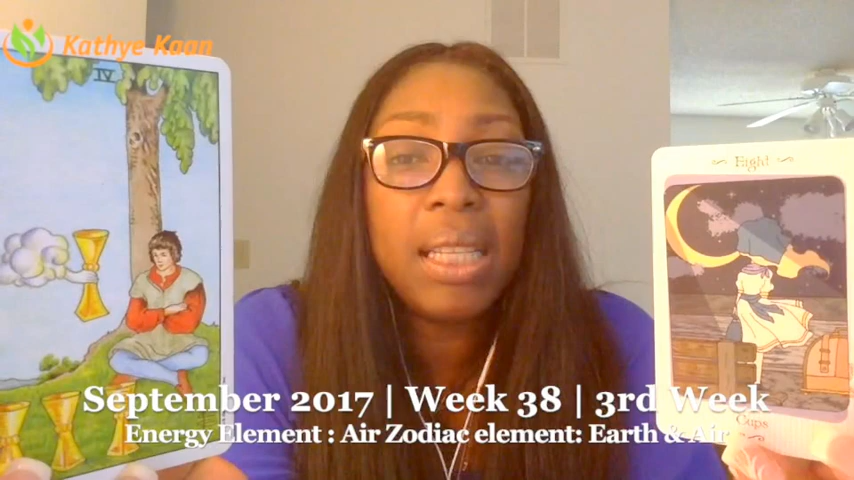 Kathye Kaan
IV
Eight
September 2017 | Week 38 | 3rd Week
Energy Element : Air Zodiac element: Earth & Air
Cups